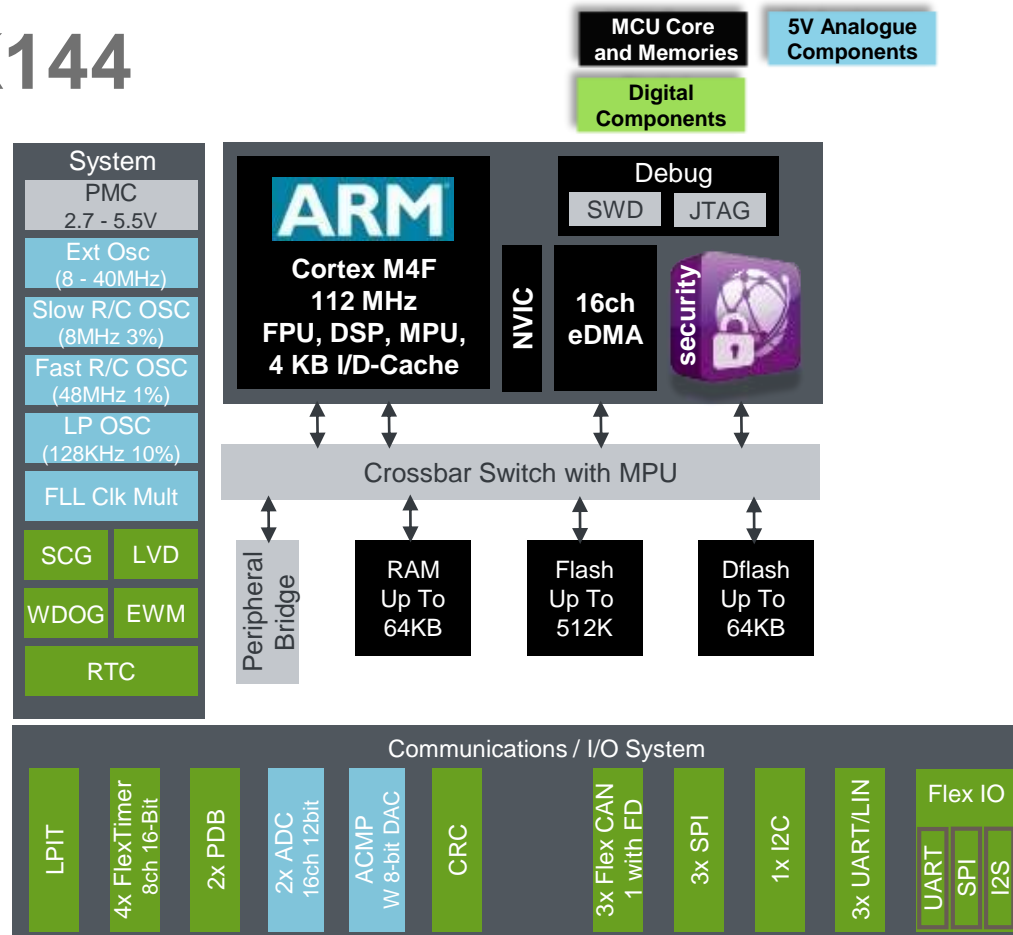 144
MCU Core
and Memories
5V Analogue
Components
Digital
Components
System
PMC
2.7 - 5.5V
Ext Osc
(8 - 40MHz)
Slow R/C OSC
(8MHz 3%)
Fast R/C OSC
(48MHz 1%)
LP OSC
(128KHz 10%)
FLL Clk Mult
SCG
LVD
WDOG
EWM
RTC
ARM
Cortex M4F
112 MHz
FPU, DSP, MPU,
4 KB I/D-Cache
NVIC
Debug
SWD
JTAG
16ch
eDMA
security
Crossbar Switch with MPU
Peripheral
Bridge
RAM
Up To
64KB
Flash
Up To
512K
Dflash
Up To
64KB
Communications / I/O System
LPIT
4x FlexTimer
8ch 16-Bit
2x PDB
2x ADC
16ch 12bit
ACMP
W 8-bit DAC
CRC
3x Flex CAN
1 with FD
3x SPI
1x I2C
3x UART/LIN
Flex IO
UART
SPI
I2S